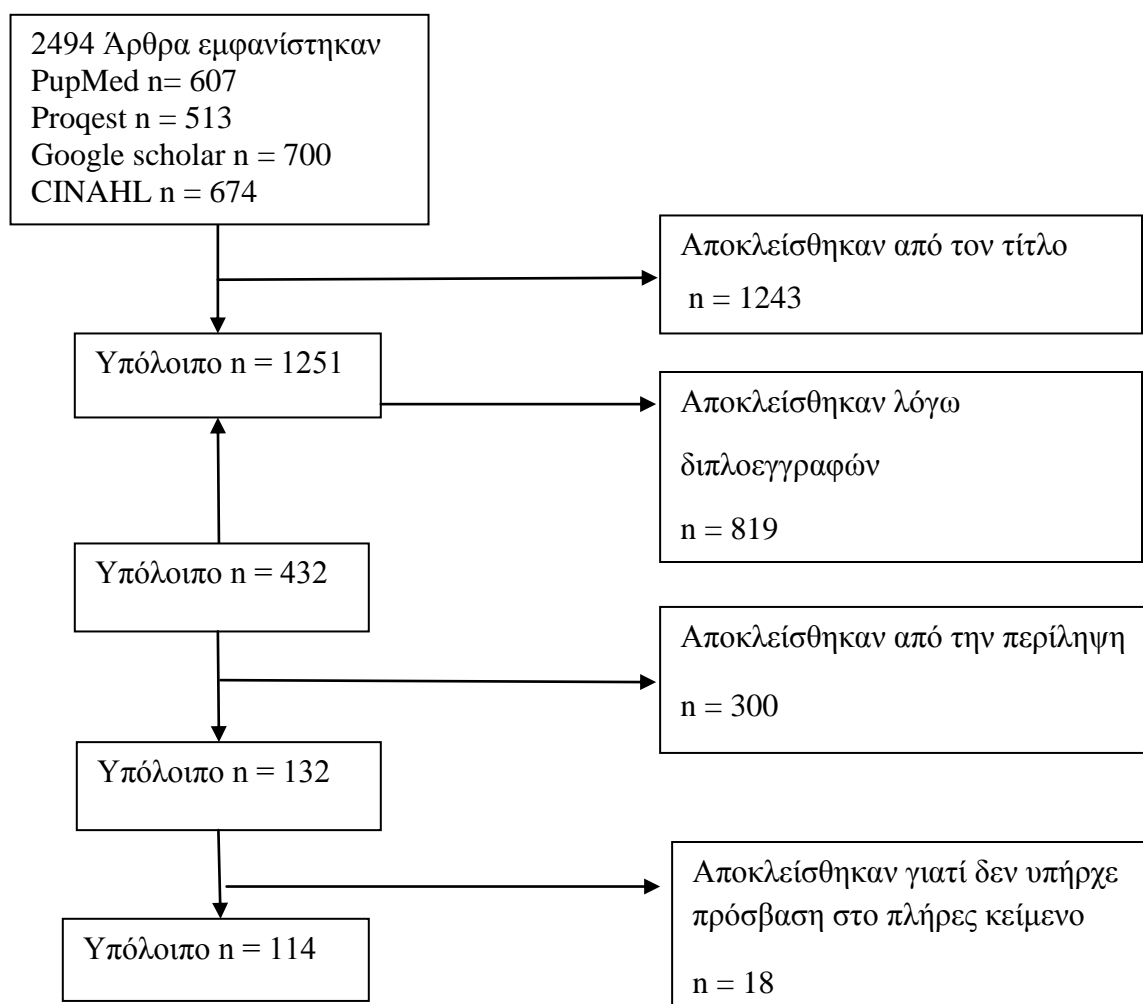 2494 Άρθρα εμφανίστηκαν
PupMed n= 607
Proqest n = 513
Google scholar n = 700
CINAHL n = 674
Αποκλείσθηκαν από τον τίτλο
n = 1243
Υπόλοιπο n = 1251
Αποκλείσθηκαν λόγω
διπλοεγγραφών
n = 819
Υπόλοιπο n = 432
Αποκλείσθηκαν από την περίληψη
n = 300
Υπόλοιπο n = 132
Αποκλείσθηκαν γιατί δεν υπήρχε
πρόσβαση στο πλήρες κείμενο
n = 18
Υπόλοιπο n = 114